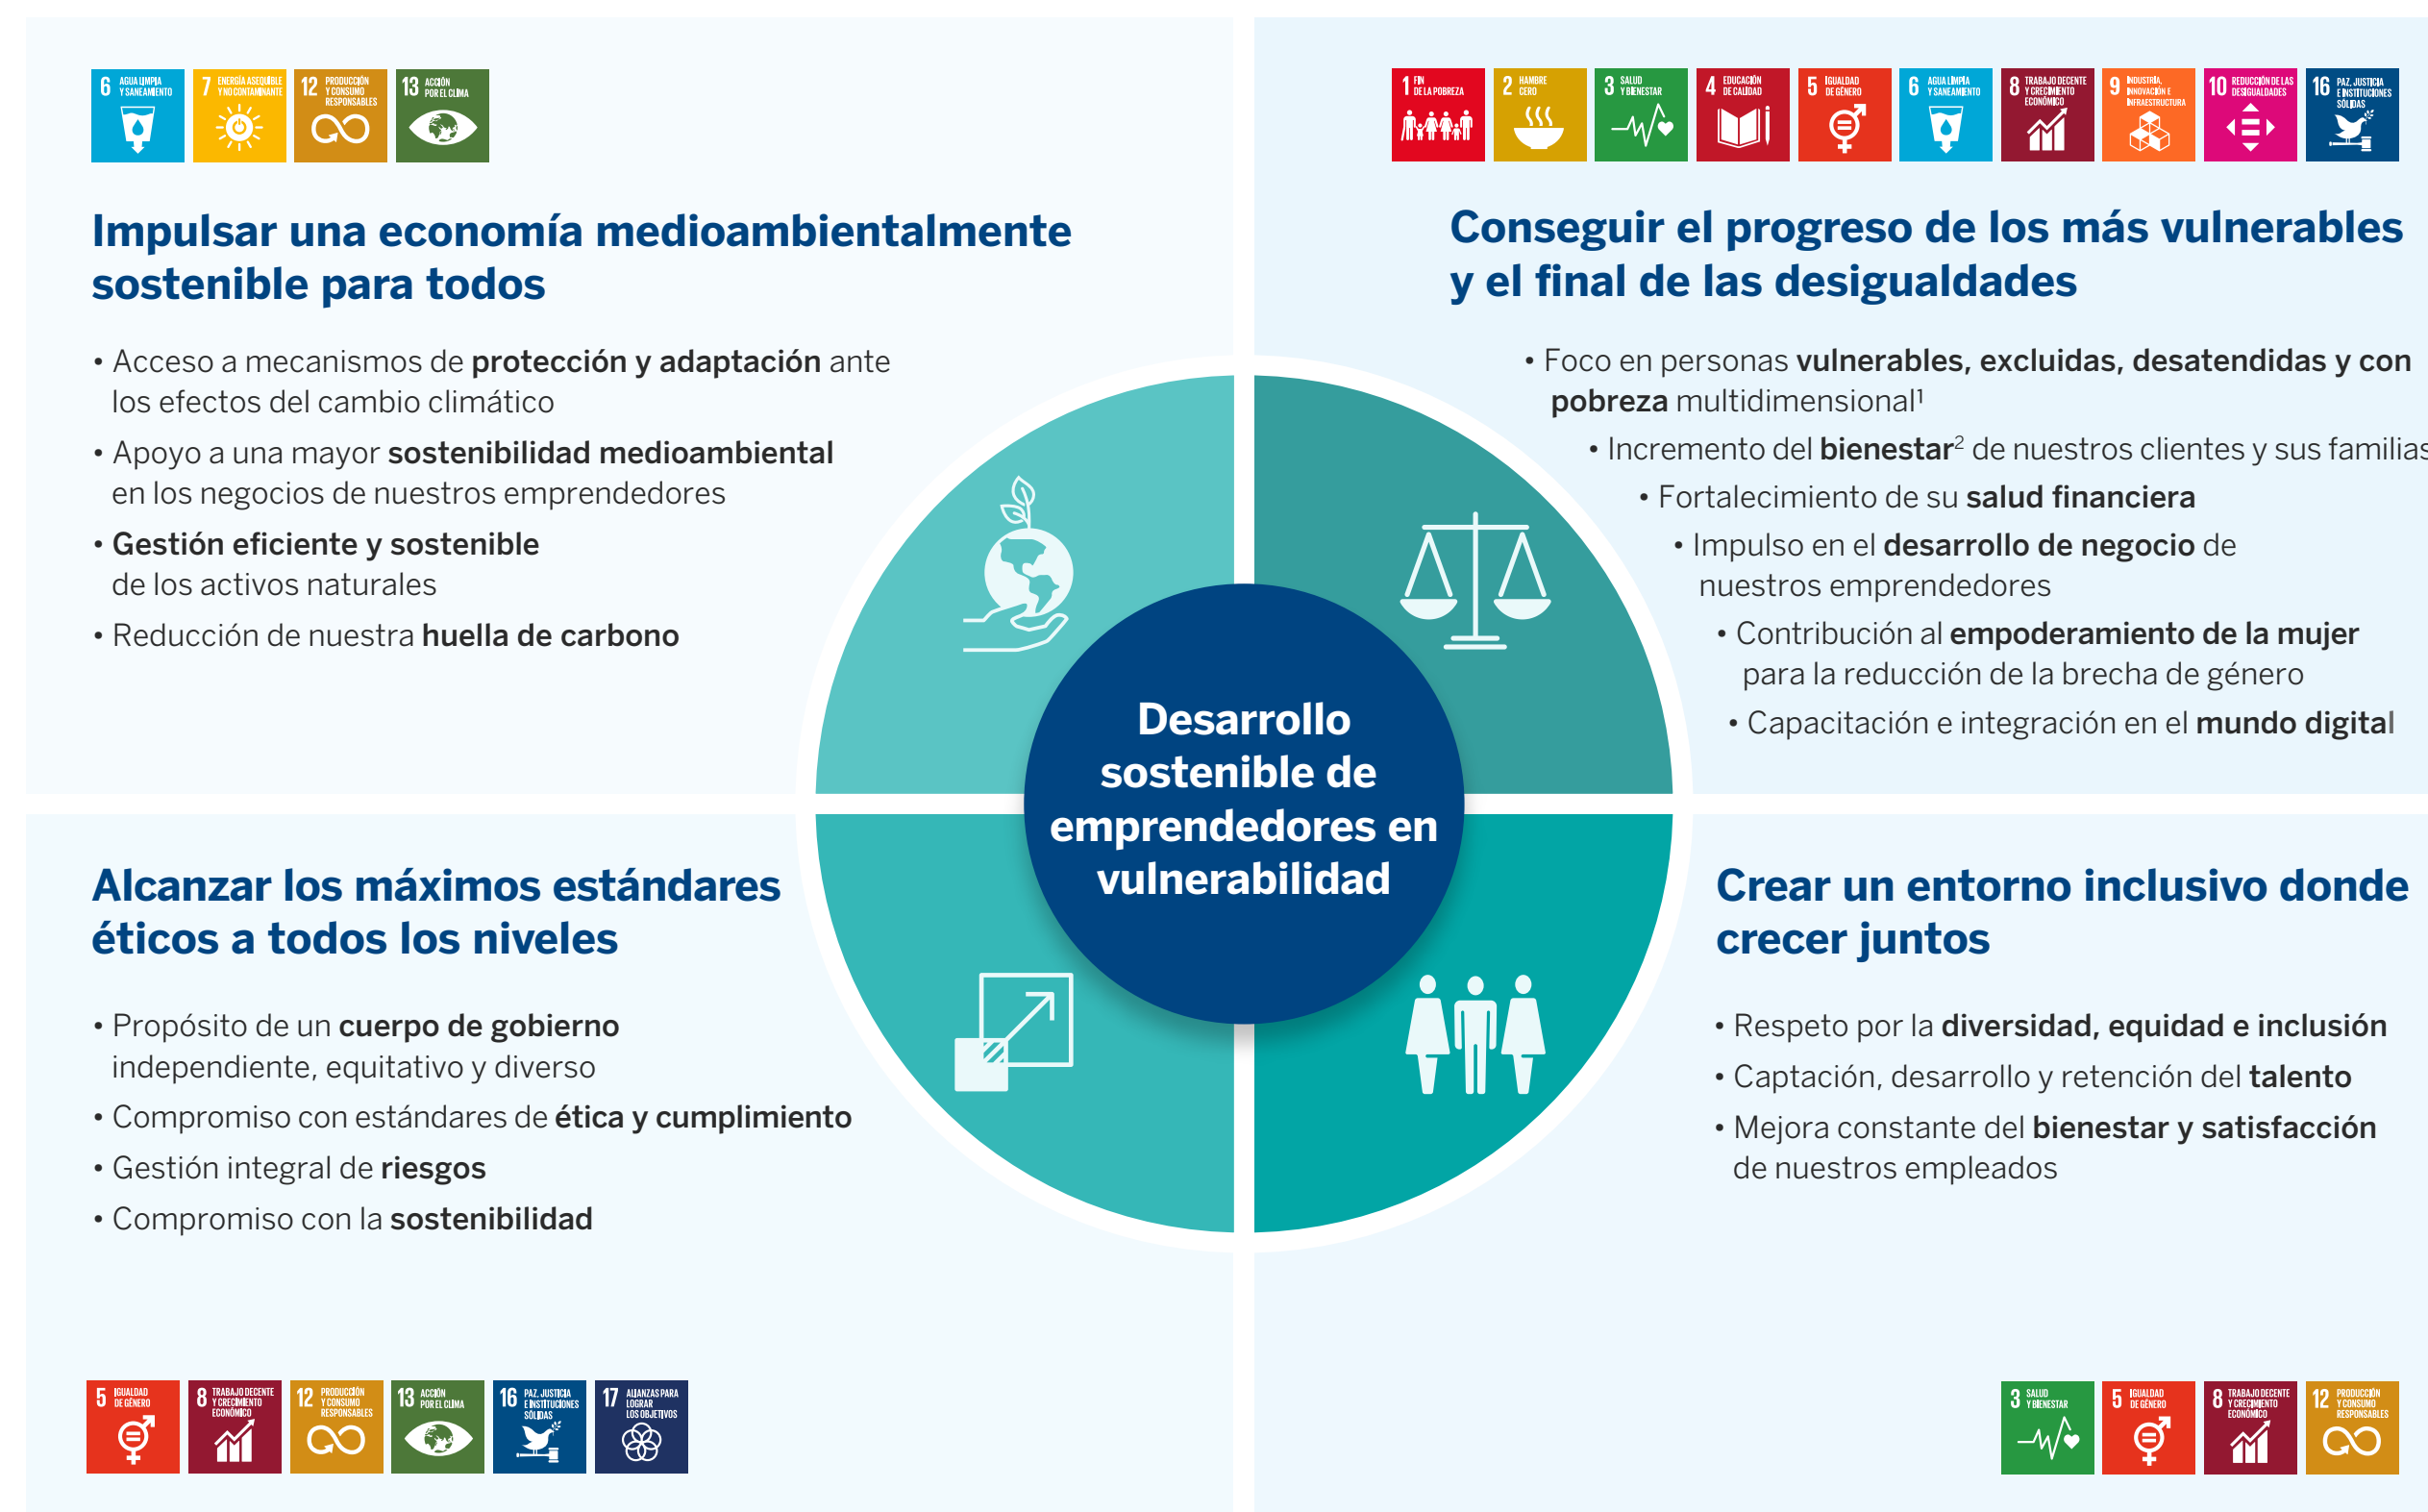 6 AGUA LIMPIA
Y SANEAMIENTO
7 ENERGÍA ASEQUIBLE
Y NO CONTAMINANTE
12 PRODUCCIÓN
Y CONSUMO
RESPONSABLES
13 ACCIÓN
POR EL CLIMA
Impulsar una economía medioambientalmente
sostenible para todos
• Acceso a mecanismos de protección y adaptación ante
los efectos del cambio climático
• Apoyo a una mayor sostenibilidad medioambiental
en los negocios de nuestros emprendedores
• Gestión eficiente y sostenible
de los activos naturales
• Reducción de nuestra huella de carbono
1 FIN
DE LA POBREZA
2 HAMBRE
CERO
3 SALUD
Y BIENESTAR
4 EDUCACIÓN
DE CALIDAD
5 IGUALDAD
DE GÉNERO
6 AGUA LIMPIA
Y SANEAMIENTO
8 TRABAJO DECENTE
Y CRECIMIENTO
ECONÓMICO
9 INDUSTRIA,
INNOVACIÓN E
INFRAESTRUCTURA
10 REDUCCIÓN DE LAS
DESIGUALDADES
16 PAZ, JUSTICIA
E INSTITUCIONES
SÓLIDAS
Conseguir el progreso de los más vulnerables
y el final de las desigualdades
• Foco en personas vulnerables, excluidas, desatendidas y con
pobreza multidimensional¹
• Incremento del bienestar² de nuestros clientes y sus familias
• Fortalecimiento de su salud financiera
• Impulso en el desarrollo de negocio de
nuestros emprendedores
• Contribución al empoderamiento de la mujer
para la reducción de la brecha de género
• Capacitación e integración en el mundo digital
Desarrollo
sostenible de
emprendedores en
vulnerabilidad
Alcanzar los máximos estándares
éticos a todos los niveles
• Propósito de un cuerpo de gobierno
independiente, equitativo y diverso
• Compromiso con estándares de ética y cumplimiento
• Gestión integral de riesgos
• Compromiso con la sostenibilidad
5 IGUALDAD
DE GÉNERO
8 TRABAJO DECENTE
Y CRECIMIENTO
ECONÓMICO
12 PRODUCCIÓN
Y CONSUMO
RESPONSABLES
13 ACCIÓN
POR EL CLIMA
16 PAZ, JUSTICIA
E INSTITUCIONES
SÓLIDAS
17 ALIANZAS PARA
LOGRAR
LOS OBJETIVOS
Crear un entorno inclusivo donde
crecer juntos
• Respeto por la diversidad, equidad e inclusión
• Captación, desarrollo y retención del talento
• Mejora constante del bienestar y satisfacción
de nuestros empleados
3 SALUD
Y BIENESTAR
5 IGUALDAD
DE GÉNERO
8 TRABAJO DECENTE
Y CRECIMIENTO
ECONÓMICO
12 PRODUCCIÓN
Y CONSUMO
RESPONSABLES